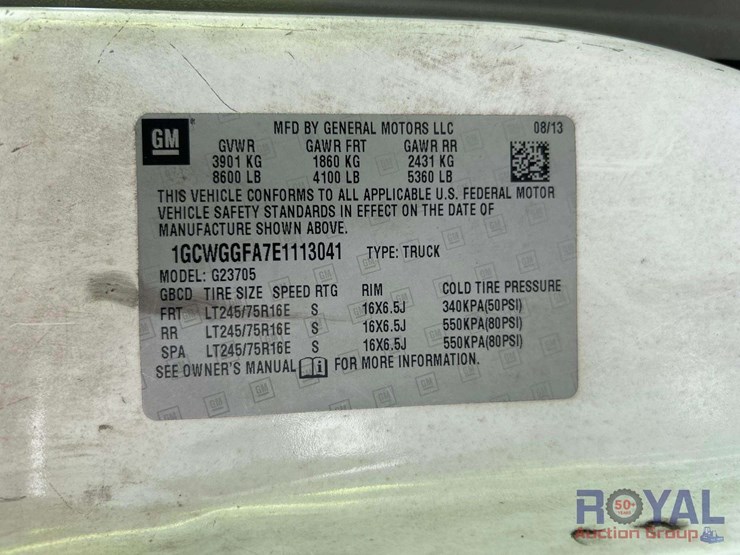 GM
MFD BY GENERAL MOTORS LLC 08/13
GVWR GAWR FRT GAWR RR
3901 KG 1860 KG 2431 KG
8600 LB 4100 LB 5360 LB
THIS VEHICLE CONFORMS TO ALL APPLICABLE U.S. FEDERAL MOTOR
VEHICLE SAFETY STANDARDS IN EFFECT ON THE DATE OF
MANUFACTURE SHOWN ABOVE.
1GCWGGFA7E1113041 TYPE: TRUCK
MODEL: G23705
GBCD TIRE SIZE SPEED RTG RIM COLD TIRE PRESSURE
FRT LT245/75R16E S 16X6.5J 340KPA(50PSI)
RR LT245/75R16E S 16X6.5J 550KPA(80PSI)
SPA LT245/75R16E S 16X6.5J 550KPA(80PSI)
SEE OWNER'S MANUAL i FOR MORE INFORMATION.
ROYAL
50+
YEARS
Auction Group